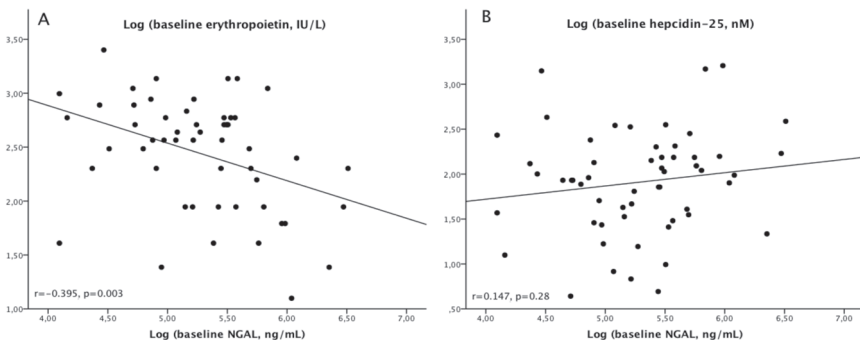 A
Log (baseline erythropoietin, IU/L)
3,50
3,00
2,50
2,00
1,50
1,00
r=-0.395, p=0.003
4,00 4,50 5,00 5,50 6,00 6,50 7,00
Log (baseline NGAL, ng/mL)
B
Log (baseline hepcidin-25, nM)
3,50
3,00
2,50
2,00
1,50
1,00
,50
r=0.147, p=0.28
4,00 4,50 5,00 5,50 6,00 6,50 7,00
Log (baseline NGAL, ng/mL)